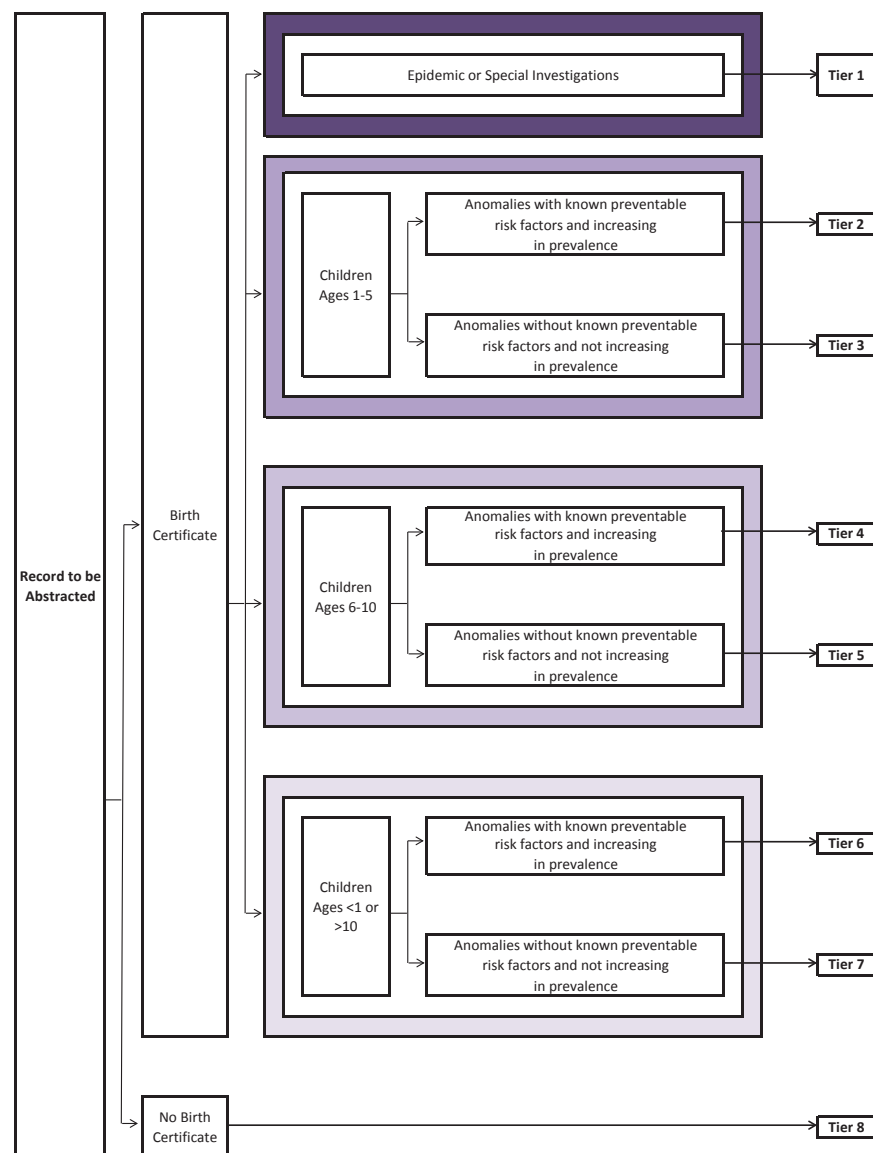 Record to be
Abstracted
Birth
Certificate
Epidemic or Special Investigations
Tier 1
Children
Ages 1-5
Anomalies with known preventable
risk factors and increasing
in prevalence
Tier 2
Anomalies without known preventable
risk factors and not increasing
in prevalence
Tier 3
Children
Ages 6-10
Anomalies with known preventable
risk factors and increasing
in prevalence
Tier 4
Anomalies without known preventable
risk factors and not increasing
in prevalence
Tier 5
Children
Ages <1 or
>10
Anomalies with known preventable
risk factors and increasing
in prevalence
Tier 6
Anomalies without known preventable
risk factors and not increasing
in prevalence
Tier 7
No Birth
Certificate
Tier 8